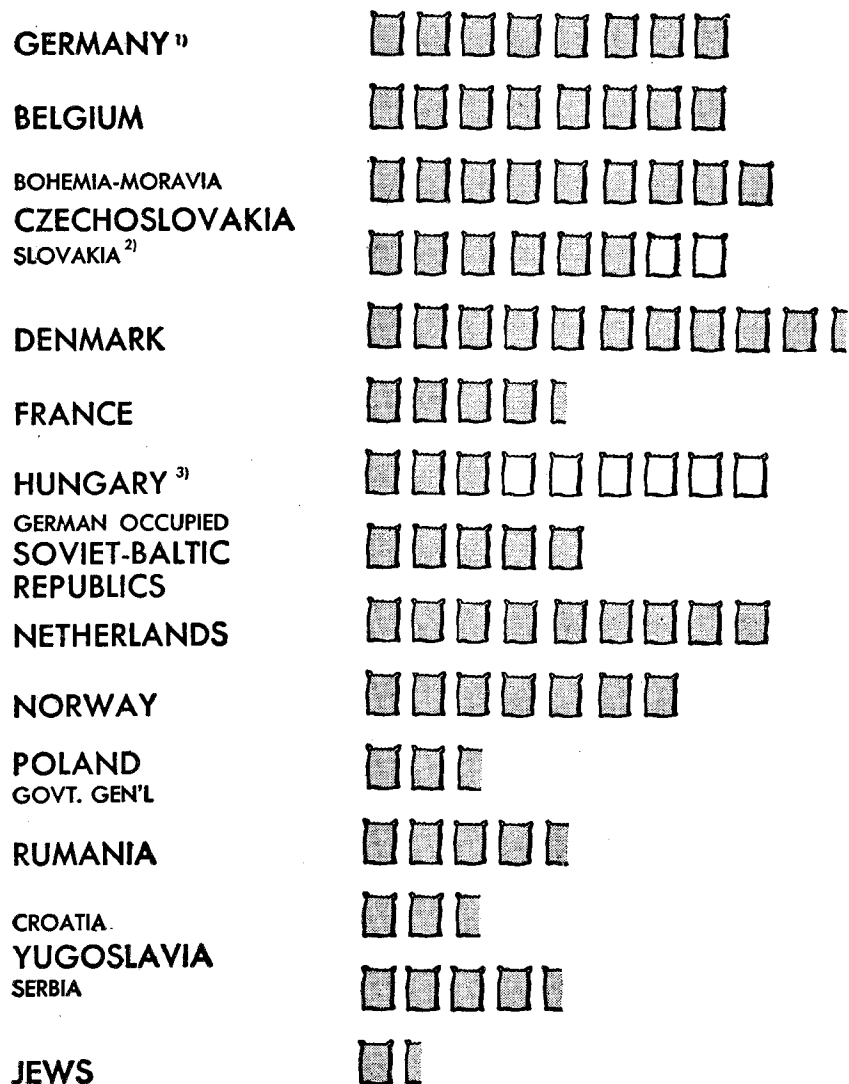 GERMANY 1)
BELGIUM
BOHEMIA-MORAVIA
CZECHOSLOVAKIA
SLOVAKIA 2)
DENMARK
FRANCE
HUNGARY 3)
GERMAN OCCUPIED
SOVIET-BALTIC
REPUBLICS
NETHERLANDS
NORWAY
POLAND
GOVT. GEN'L
RUMANIA
CROATIA
YUGOSLAVIA
SERBIA
JEWS